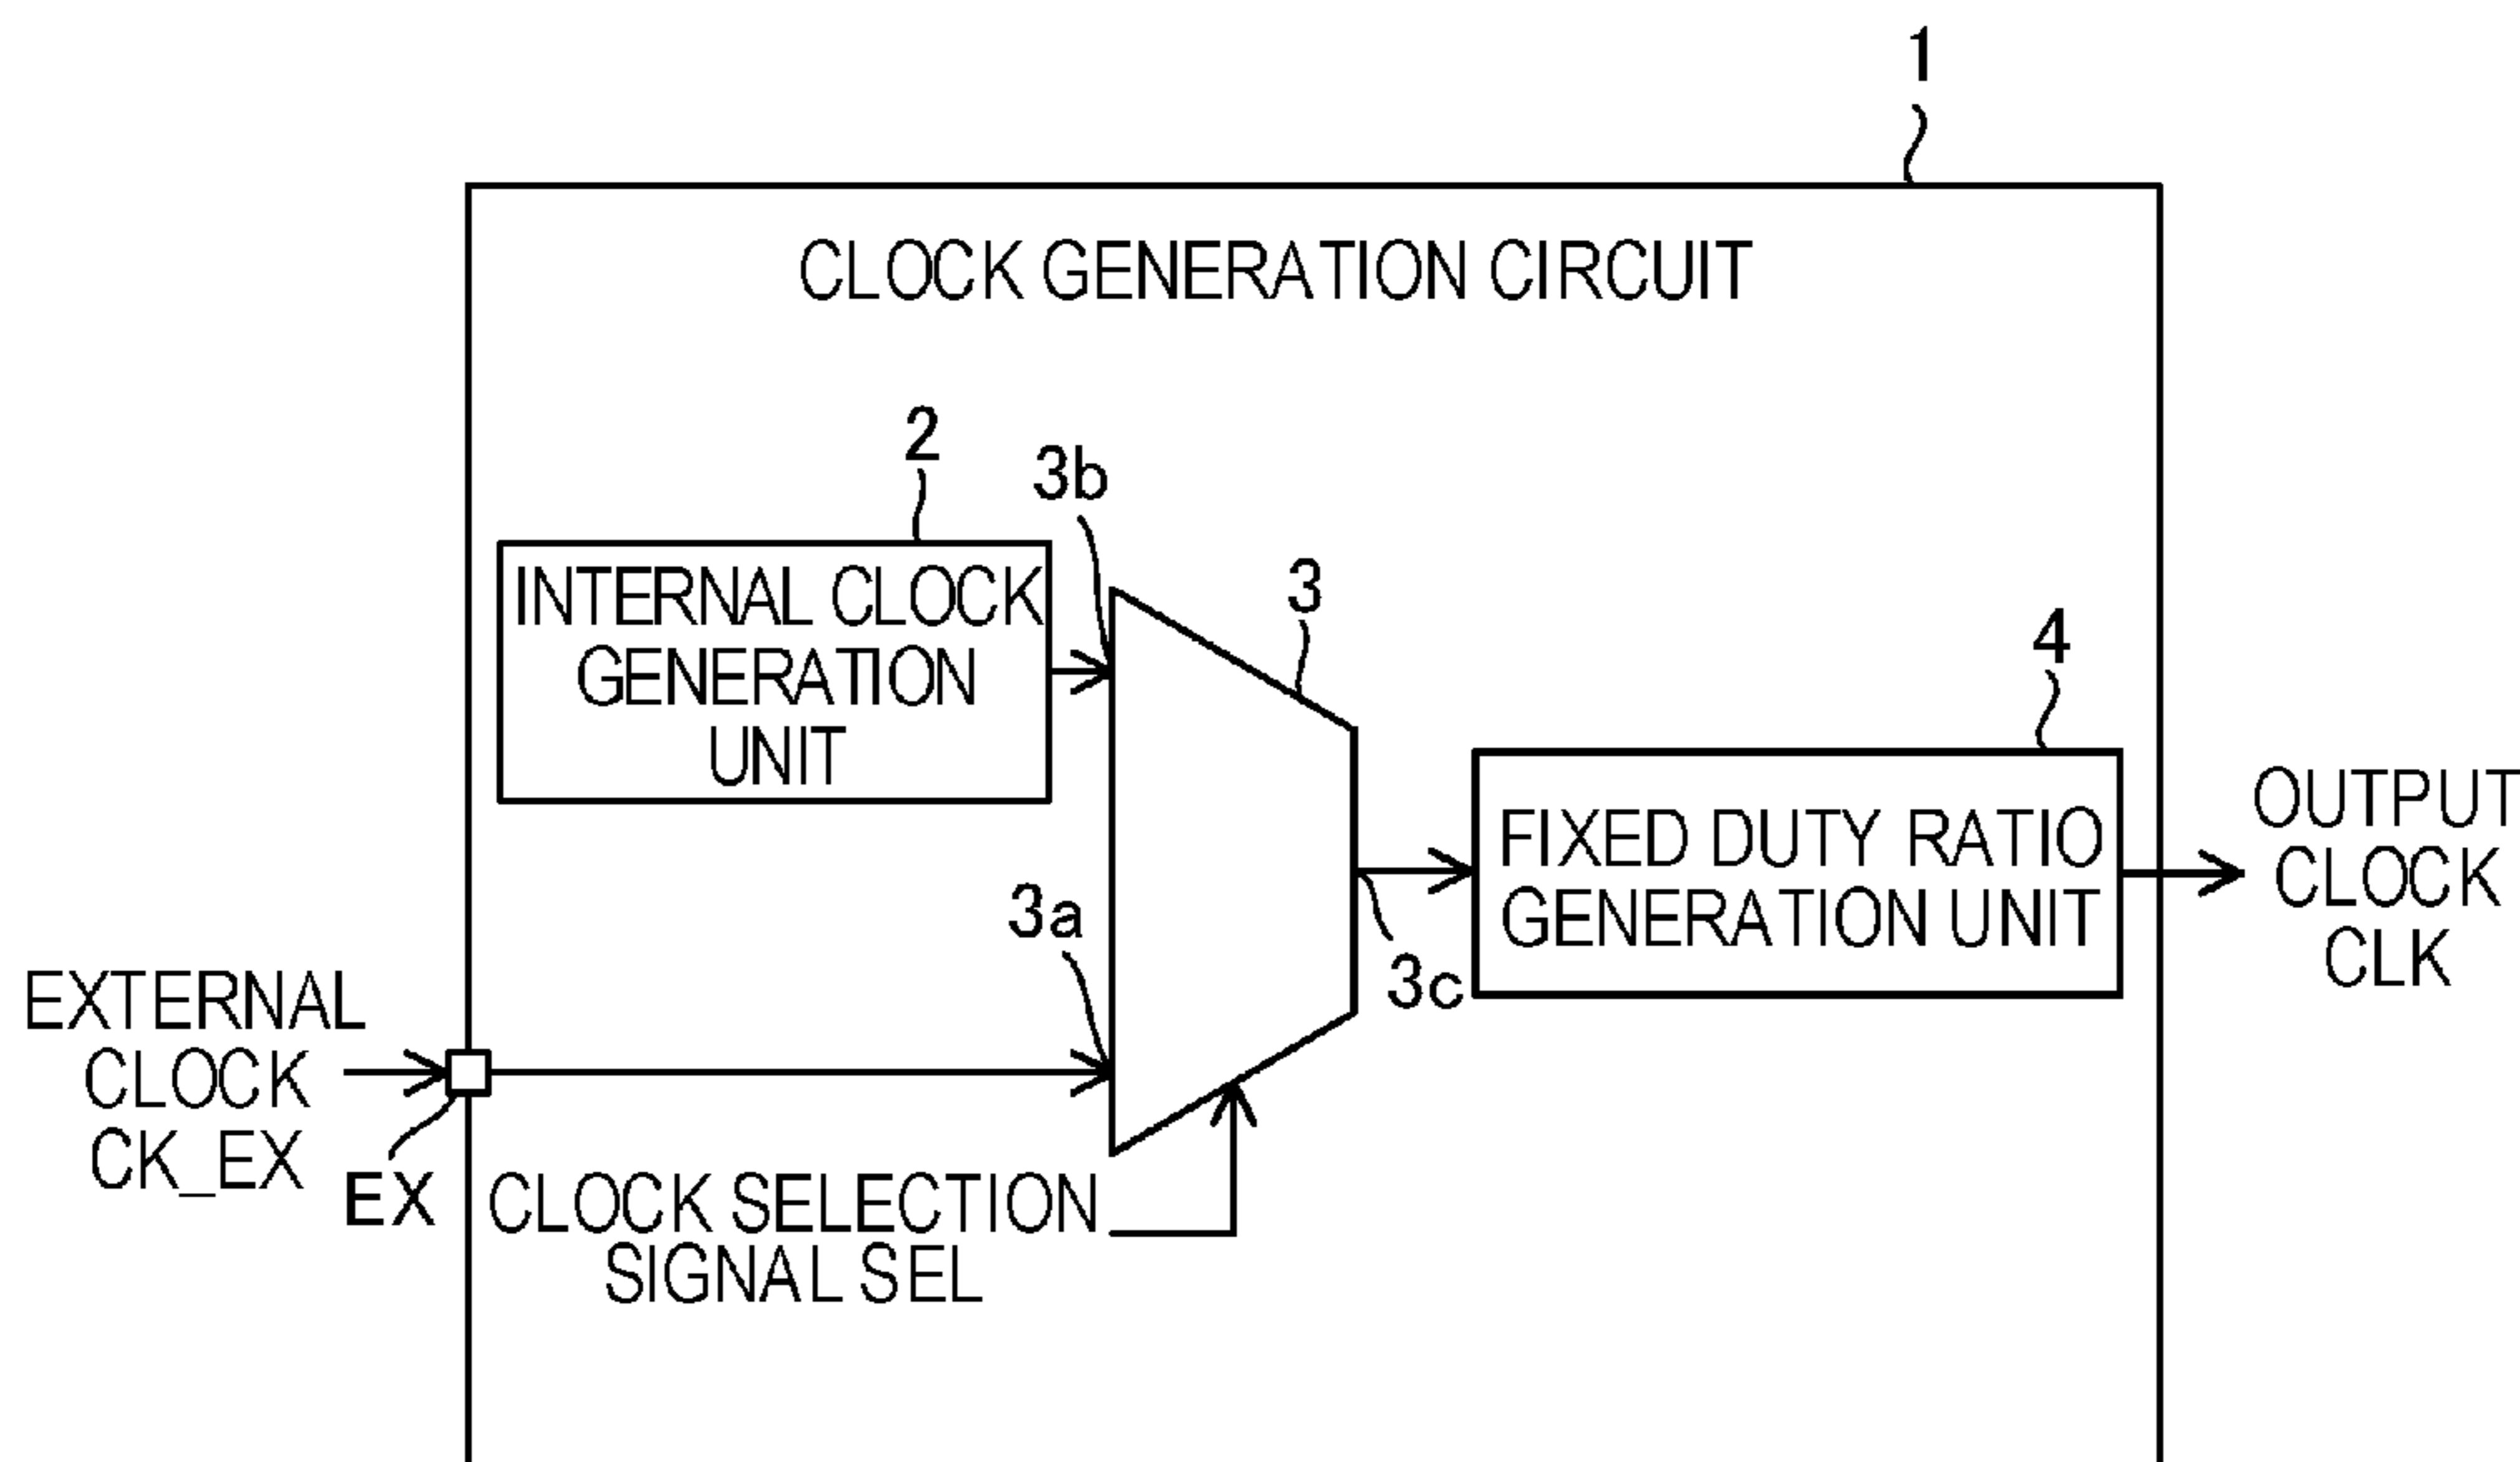 1
CLOCK GENERATION CIRCUIT
2
3b
INTERNAL CLOCK
GENERATION
UNIT
3
4
FIXED DUTY RATIO
GENERATION UNIT
OUTPUT
CLOCK
CLK
3a
3c
EXTERNAL
CLOCK
CK_EX
EX
CLOCK SELECTION
SIGNAL SEL